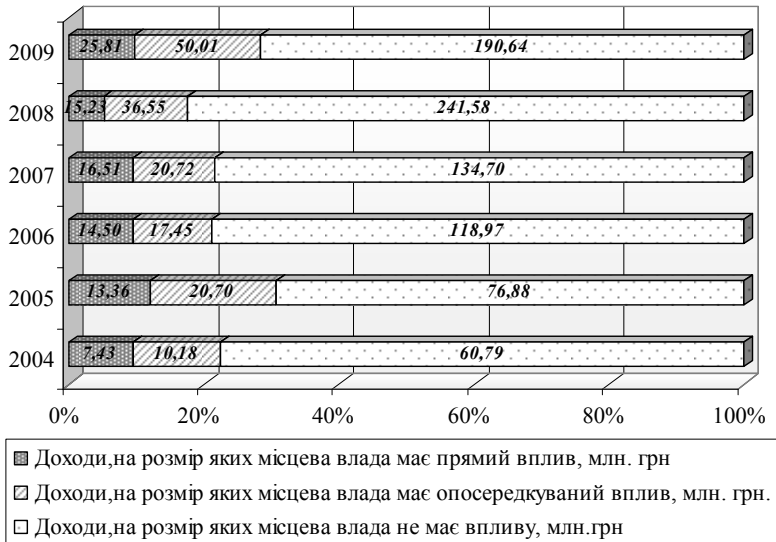 2009 25,81 50,01 190,64
2008 15,23 36,55 241,58
2007 16,51 20,72 134,70
2006 14,50 17,45 118,97
2005 13,36 20,70 76,88
2004 7,43 10,18 60,79
0% 20% 40% 60% 80% 100%
Доходи,на розмір яких місцева влада має прямий вплив, млн. грн
Доходи,на розмір яких місцева влада має опосередкуваний вплив, млн. грн.
Доходи,на розмір яких місцева влада не має впливу, млн.грн